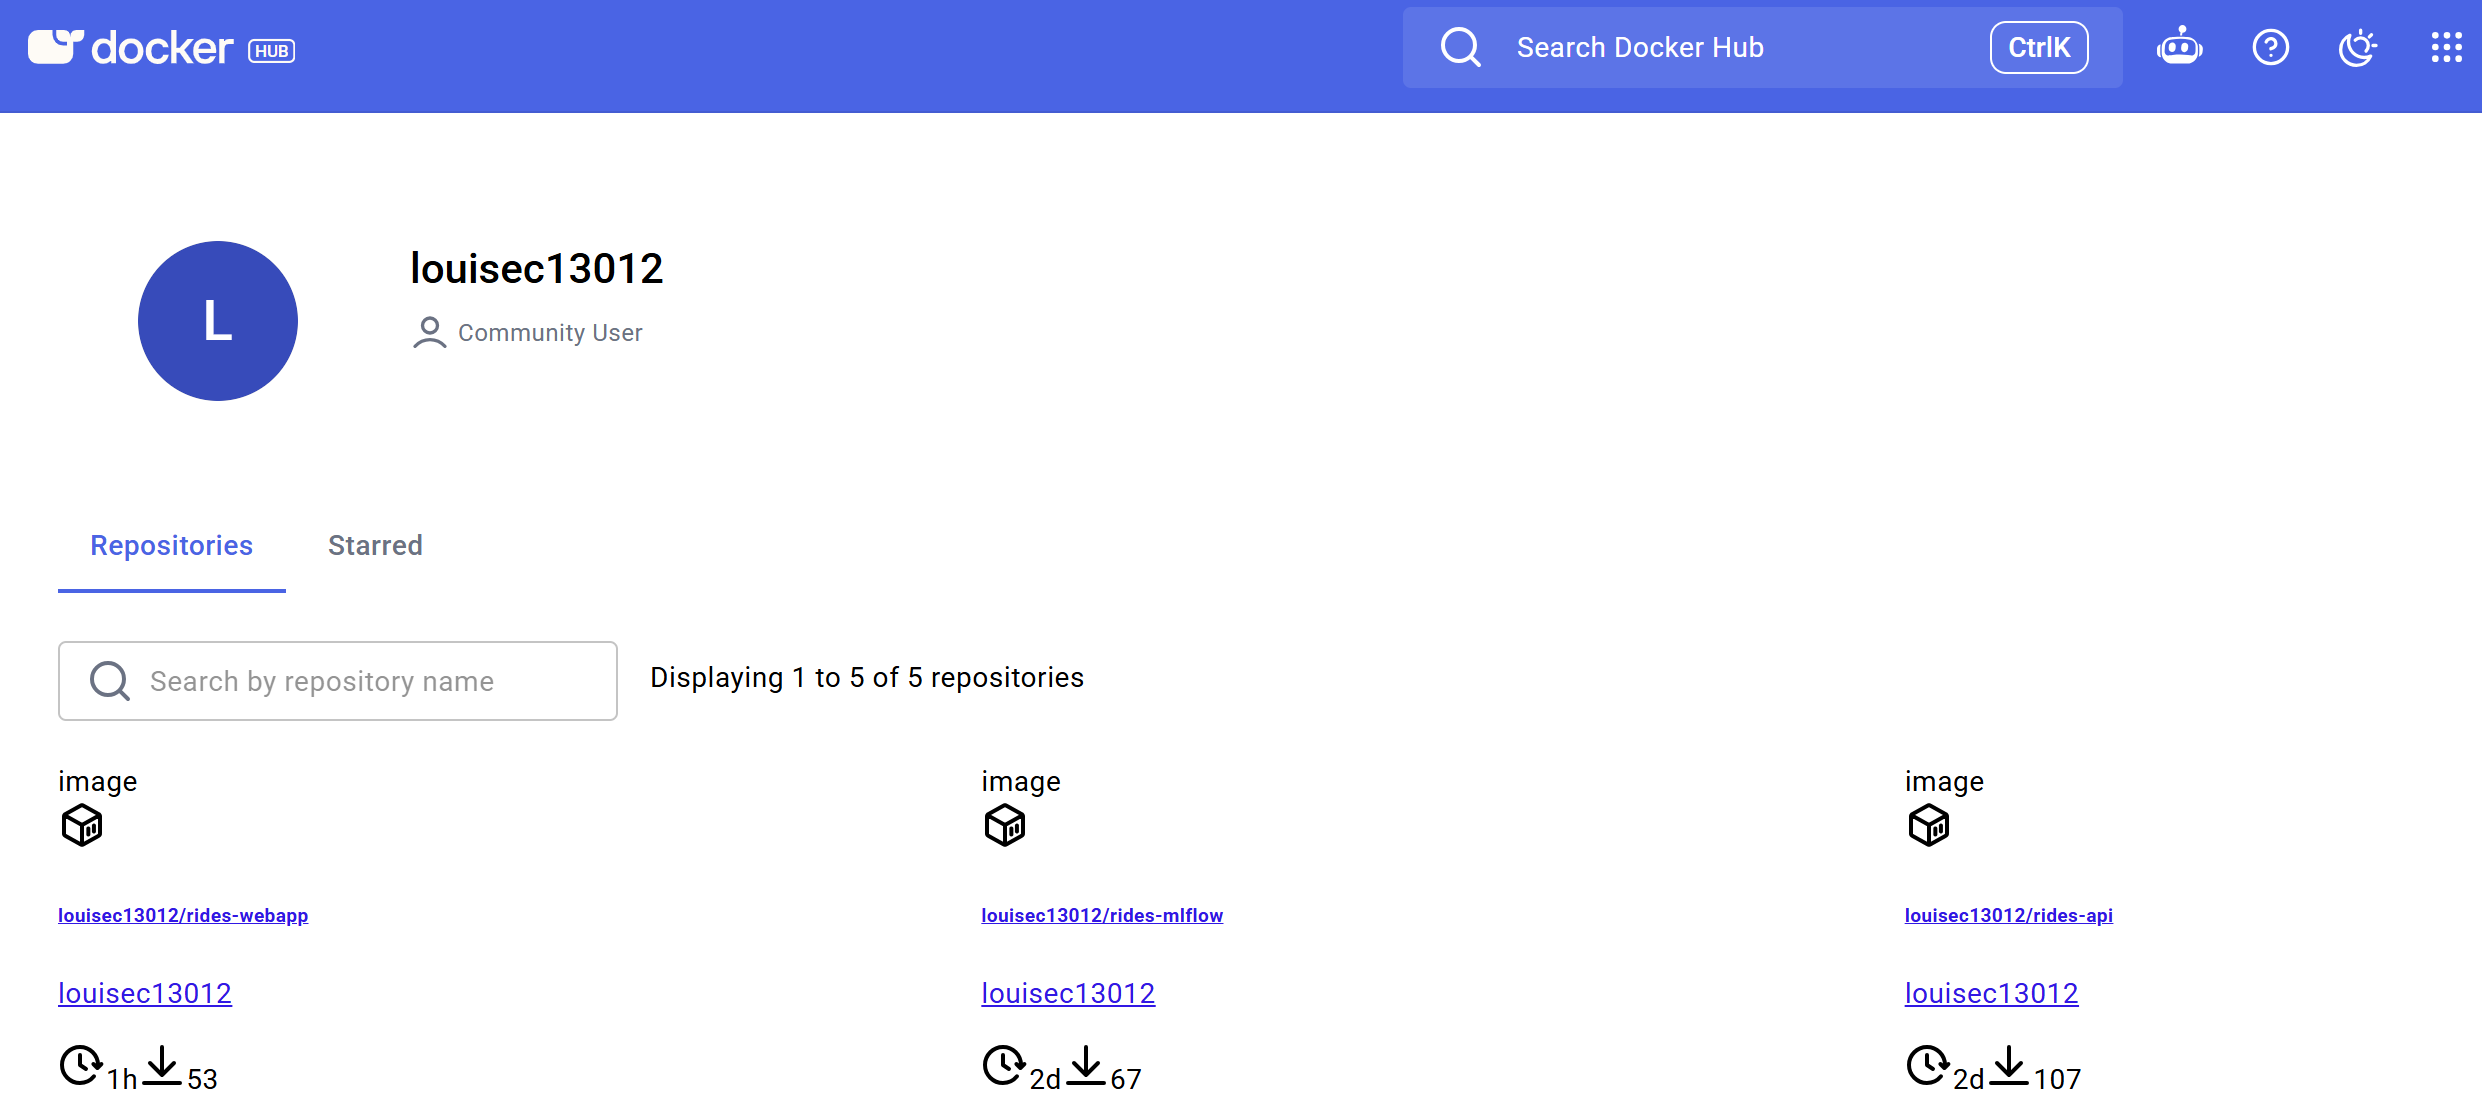 docker HUB
Search Docker Hub
CtrlK
L
louisec13012
Community User
Repositories
Starred
Search by repository name
Displaying 1 to 5 of 5 repositories
image
louisec13012/rides-webapp
louisec13012
1h 53
image
louisec13012/rides-mlflow
louisec13012
2d 67
image
louisec13012/rides-api
louisec13012
2d 107